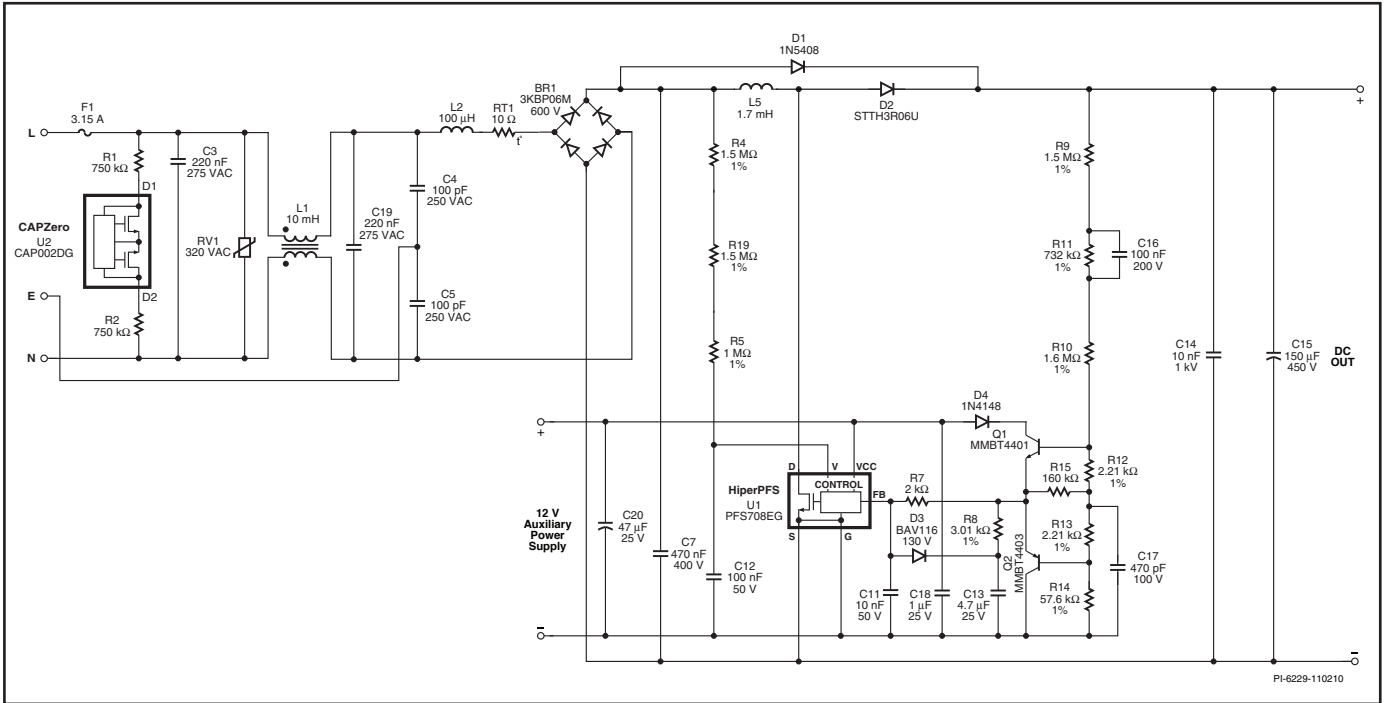 D1
1N5408
BR1
3KBP06M
600 V
F1
3.15 A
L2
100 µH
RT1
10 Ω
t°
L5
1.7 mH
D2
STTH3R06U
+
L
R1
750 kΩ
C3
220 nF
275 VAC
D1
R4
1.5 MΩ
1%
R9
1.5 MΩ
1%
CAPZero
U2
CAP002DG
L1
10 mH
C4
100 pF
250 VAC
C19
220 nF
275 VAC
RV1
320 VAC
R19
1.5 MΩ
1%
R11
732 kΩ
1%
C16
100 nF
200 V
D2
E
R2
750 kΩ
C5
100 pF
250 VAC
N
R5
1 MΩ
1%
R10
1.6 MΩ
1%
C14
10 nF
1 kV
C15
150 µF
450 V
DC
OUT
D4
1N4148
+
Q1
MMBT4401
D
V
VCC
CONTROL
HiperPFS
U1
PFS708EG
FB
S
G
R7
2 kΩ
R15
160 kΩ
R12
2.21 kΩ
1%
12 V
Auxiliary
Power
Supply
C20
47 µF
25 V
C7
470 nF
400 V
C12
100 nF
50 V
D3
BAV116
130 V
R8
3.01 kΩ
1%
Q2
MMBT4403
R13
2.21 kΩ
1%
C17
470 pF
100 V
C11
10 nF
50 V
C18
1 µF
25 V
C13
4.7 µF
25 V
R14
57.6 kΩ
1%
–
–
PI-6229-110210